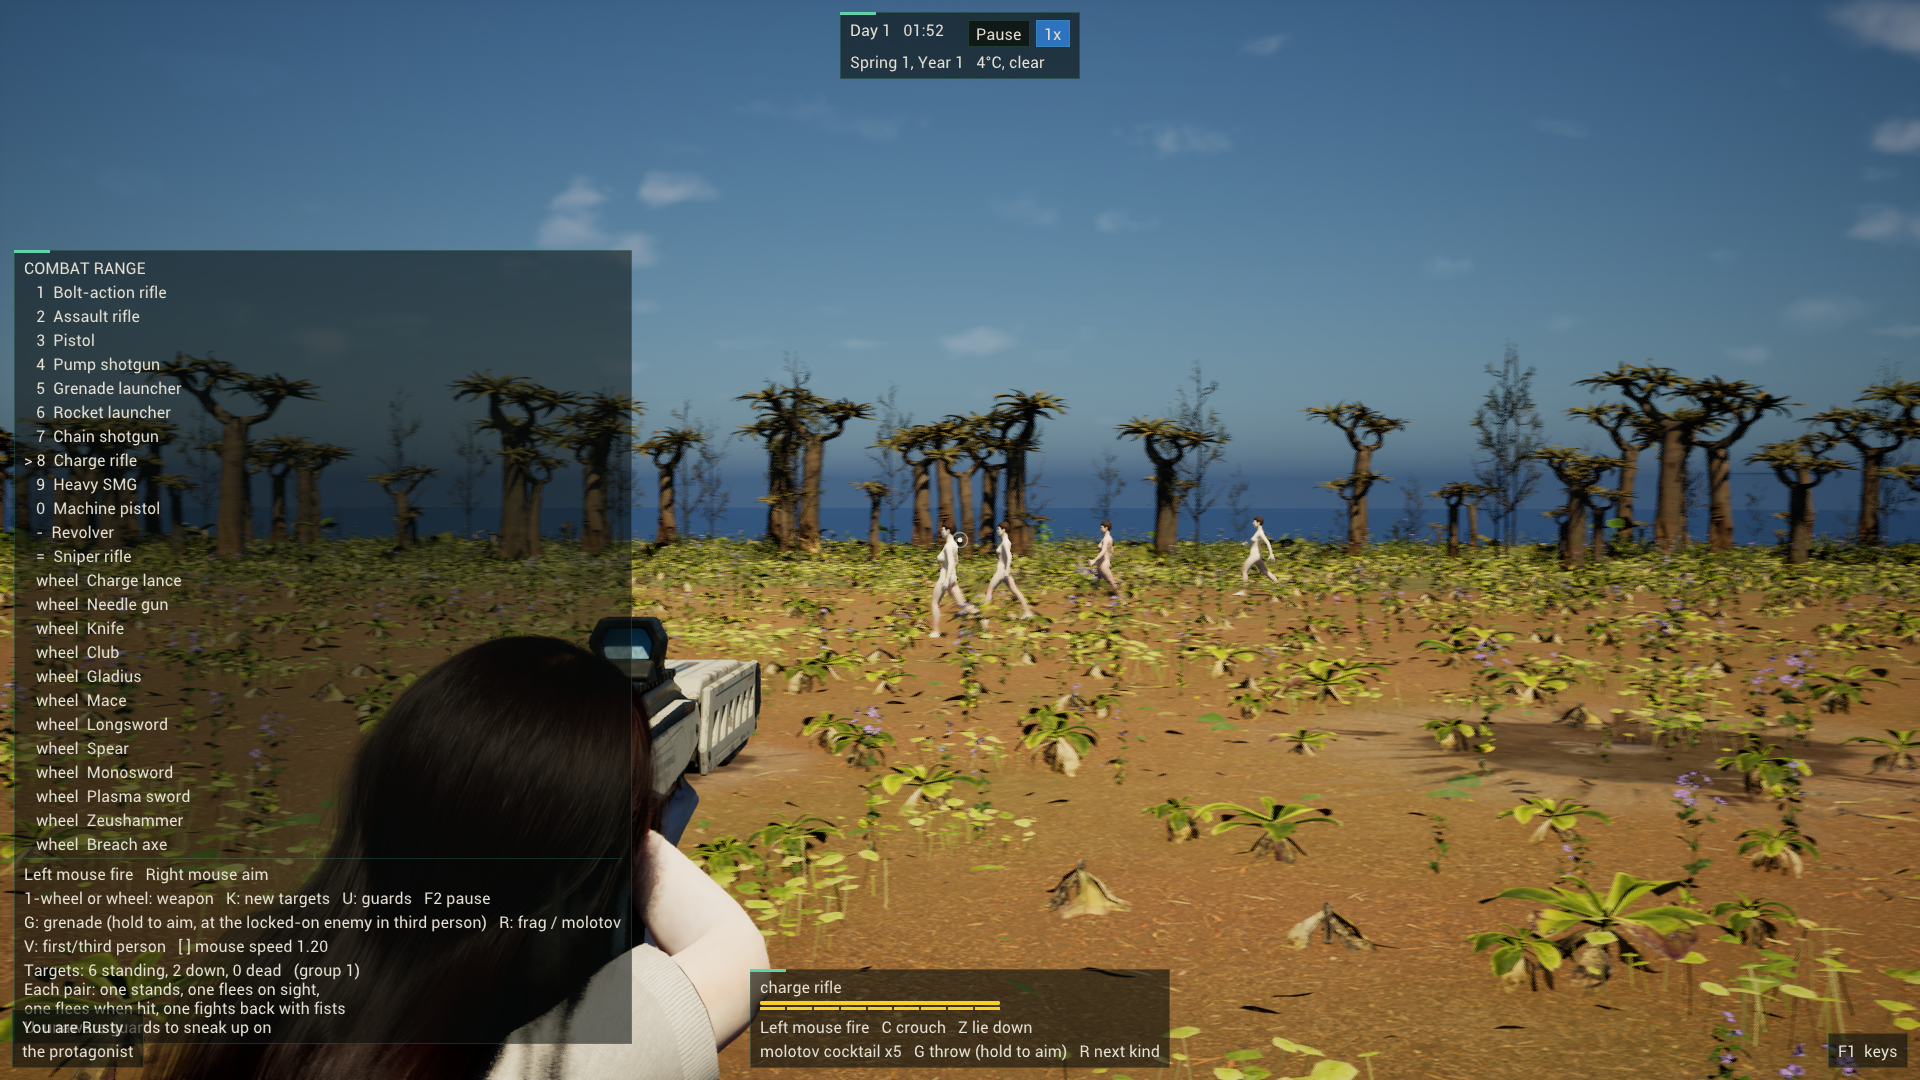 Day 1 01:52 Pause 1x
Spring 1, Year 1 4°C, clear
COMBAT RANGE
1 Bolt-action rifle
2 Assault rifle
3 Pistol
4 Pump shotgun
5 Grenade launcher
6 Rocket launcher
7 Chain shotgun
> 8 Charge rifle
9 Heavy SMG
0 Machine pistol
- Revolver
= Sniper rifle
wheel Charge lance
wheel Needle gun
wheel Knife
wheel Club
wheel Gladius
wheel Mace
wheel Longsword
wheel Spear
wheel Monosword
wheel Plasma sword
wheel Zeushammer
wheel Breach axe
Left mouse fire Right mouse aim
1-wheel or wheel: weapon K: new targets U: guards F2 pause
G: grenade (hold to aim, at the locked-on enemy in third person) R: frag / molotov
V: first/third person [ ] mouse speed 1.20
Targets: 6 standing, 2 down, 0 dead (group 1)
Each pair: one stands, one flees on sight,
one flees when hit, one fights back with fists
rds to sneak up on
You are Rusty
the protagonist
charge rifle
Left mouse fire C crouch Z lie down
molotov cocktail x5 G throw (hold to aim) R next kind
F1 keys